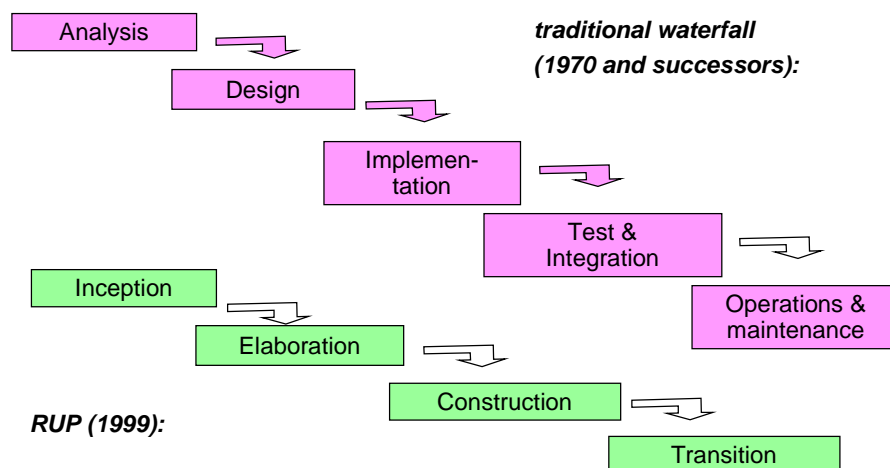 Analysis
traditional waterfall
(1970 and successors):
Design
Implemen-
tation
Test &
Integration
Operations &
maintenance
Inception
Elaboration
Construction
RUP (1999):
Transition